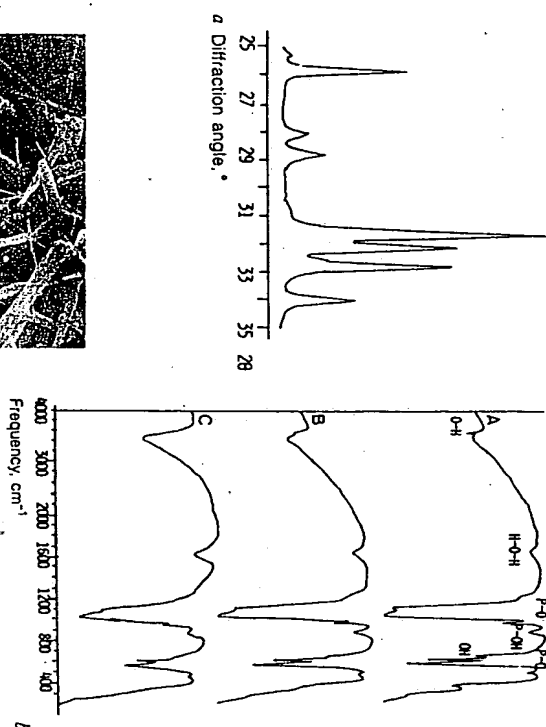 25 27 29 31 33 35 2θ
a Diffraction angle, °
A
O-H
H-O-H
P-O
P-OH
OH
P-O
B
C
4000 3000 2000 1600 1200 800 400
Frequency, cm⁻¹